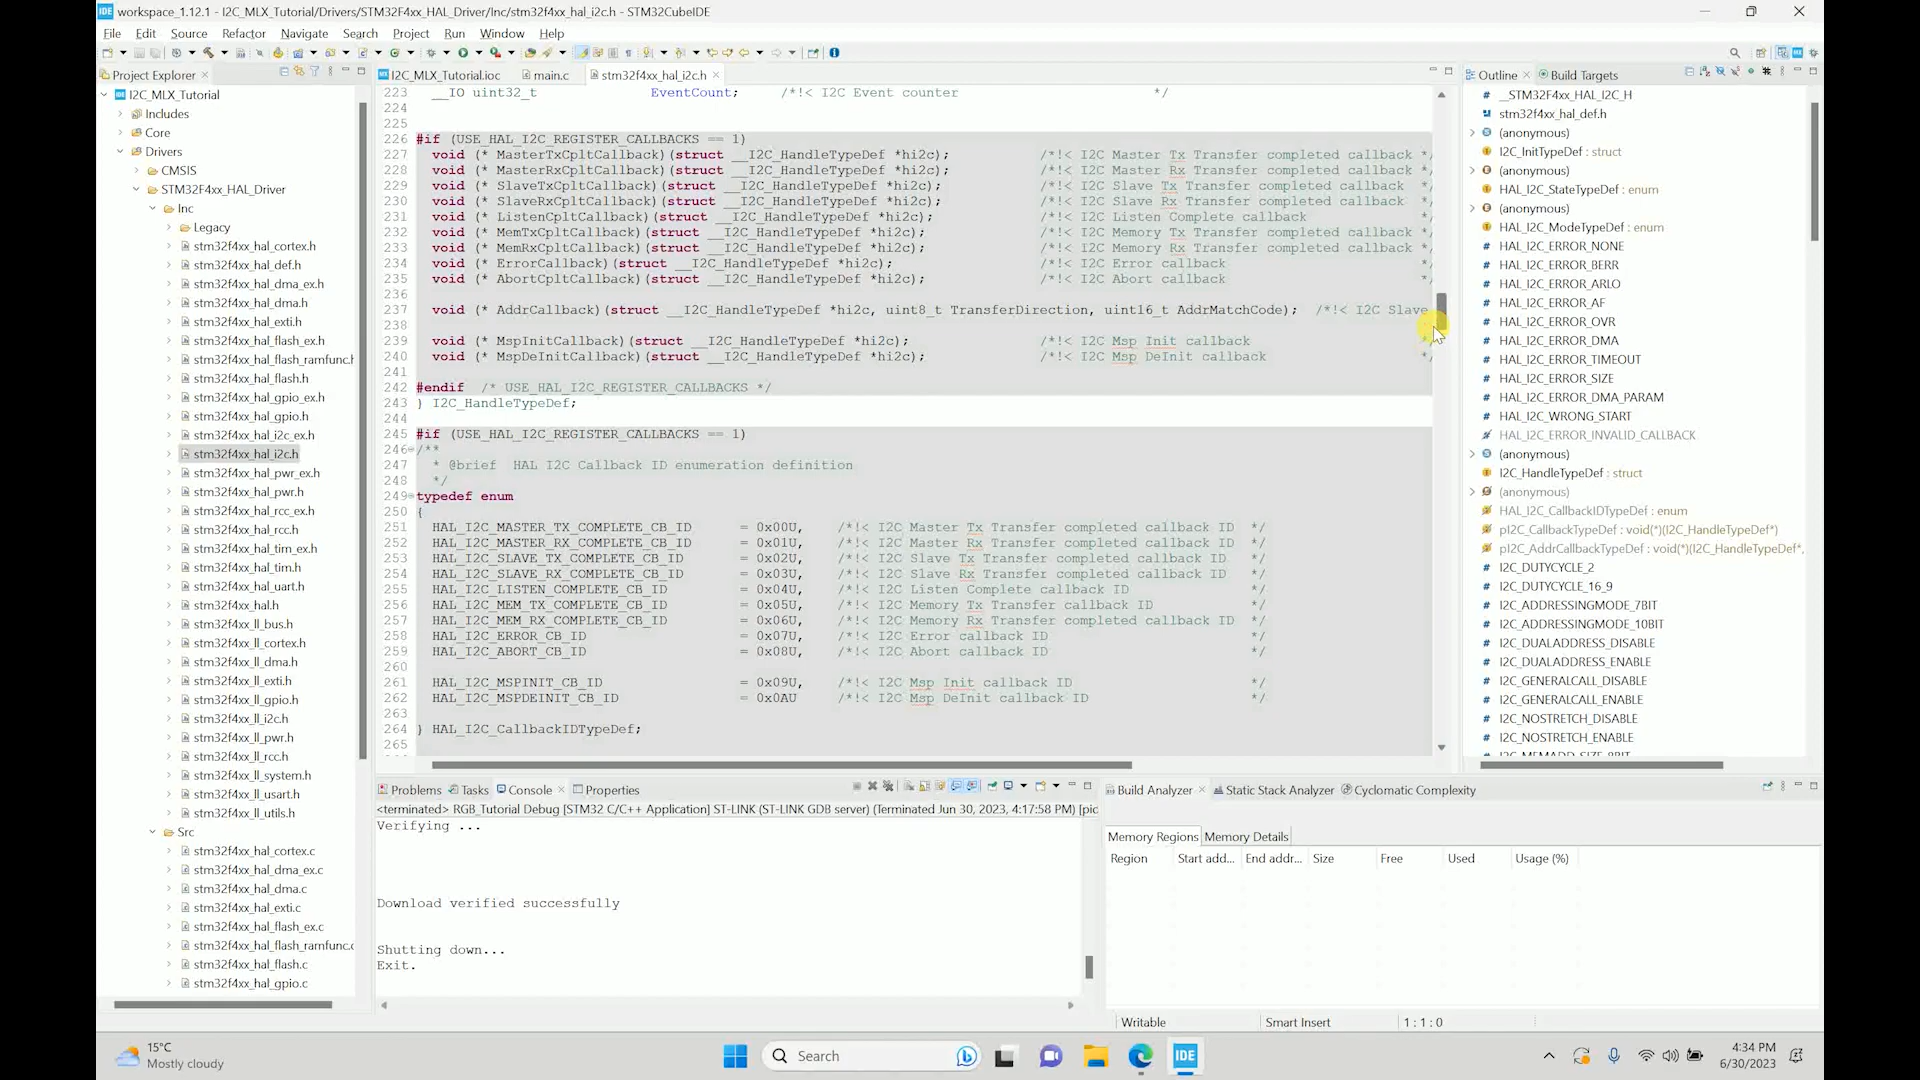 IDE workspace_1.12.1 - I2C_MLX_Tutorial/Drivers/STM32F4xx_HAL_Driver/Inc/stm32f4xx_hal_i2c.h - STM32CubeIDE
File Edit Source Refactor Navigate Search Project Run Window Help
Project Explorer
I2C_MLX_Tutorial
Includes
Core
Drivers
CMSIS
STM32F4xx_HAL_Driver
Inc
Legacy
stm32f4xx_hal_cortex.h
stm32f4xx_hal_def.h
stm32f4xx_hal_dma_ex.h
stm32f4xx_hal_dma.h
stm32f4xx_hal_exti.h
stm32f4xx_hal_flash_ex.h
stm32f4xx_hal_flash_ramfunc.h
stm32f4xx_hal_flash.h
stm32f4xx_hal_gpio_ex.h
stm32f4xx_hal_gpio.h
stm32f4xx_hal_i2c_ex.h
stm32f4xx_hal_i2c.h
stm32f4xx_hal_pwr_ex.h
stm32f4xx_hal_pwr.h
stm32f4xx_hal_rcc_ex.h
stm32f4xx_hal_rcc.h
stm32f4xx_hal_tim_ex.h
stm32f4xx_hal_tim.h
stm32f4xx_hal_uart.h
stm32f4xx_hal.h
stm32f4xx_ll_bus.h
stm32f4xx_ll_cortex.h
stm32f4xx_ll_dma.h
stm32f4xx_ll_exti.h
stm32f4xx_ll_gpio.h
stm32f4xx_ll_i2c.h
stm32f4xx_ll_pwr.h
stm32f4xx_ll_rcc.h
stm32f4xx_ll_system.h
stm32f4xx_ll_usart.h
stm32f4xx_ll_utils.h
Src
stm32f4xx_hal_cortex.c
stm32f4xx_hal_dma_ex.c
stm32f4xx_hal_dma.c
stm32f4xx_hal_exti.c
stm32f4xx_hal_flash_ex.c
stm32f4xx_hal_flash_ramfunc.c
stm32f4xx_hal_flash.c
stm32f4xx_hal_gpio.c
I2C_MLX_Tutorial.ioc main.c stm32f4xx_hal_i2c.h
223 __IO uint32_t EventCount; /*!< I2C Event counter */
224
225
226 #if (USE_HAL_I2C_REGISTER_CALLBACKS == 1)
227 void (* MasterTxCpltCallback)(struct __I2C_HandleTypeDef *hi2c); /*!< I2C Master Tx Transfer completed callback */
228 void (* MasterRxCpltCallback)(struct __I2C_HandleTypeDef *hi2c); /*!< I2C Master Rx Transfer completed callback */
229 void (* SlaveTxCpltCallback)(struct __I2C_HandleTypeDef *hi2c); /*!< I2C Slave Tx Transfer completed callback */
230 void (* SlaveRxCpltCallback)(struct __I2C_HandleTypeDef *hi2c); /*!< I2C Slave Rx Transfer completed callback */
231 void (* ListenCpltCallback)(struct __I2C_HandleTypeDef *hi2c); /*!< I2C Listen Complete callback */
232 void (* MemTxCpltCallback)(struct __I2C_HandleTypeDef *hi2c); /*!< I2C Memory Tx Transfer completed callback */
233 void (* MemRxCpltCallback)(struct __I2C_HandleTypeDef *hi2c); /*!< I2C Memory Rx Transfer completed callback */
234 void (* ErrorCallback)(struct __I2C_HandleTypeDef *hi2c); /*!< I2C Error callback */
235 void (* AbortCpltCallback)(struct __I2C_HandleTypeDef *hi2c); /*!< I2C Abort callback */
236
237 void (* AddrCallback)(struct __I2C_HandleTypeDef *hi2c, uint8_t TransferDirection, uint16_t AddrMatchCode); /*!< I2C Slave
238
239 void (* MspInitCallback)(struct __I2C_HandleTypeDef *hi2c); /*!< I2C Msp Init callback */
240 void (* MspDeInitCallback)(struct __I2C_HandleTypeDef *hi2c); /*!< I2C Msp DeInit callback */
241
242 #endif /* USE_HAL_I2C_REGISTER_CALLBACKS */
243 } I2C_HandleTypeDef;
244
245 #if (USE_HAL_I2C_REGISTER_CALLBACKS == 1)
246 /**
247 * @brief HAL I2C Callback ID enumeration definition
248 */
249 typedef enum
250 {
251 HAL_I2C_MASTER_TX_COMPLETE_CB_ID = 0x00U, /*!< I2C Master Tx Transfer completed callback ID */
252 HAL_I2C_MASTER_RX_COMPLETE_CB_ID = 0x01U, /*!< I2C Master Rx Transfer completed callback ID */
253 HAL_I2C_SLAVE_TX_COMPLETE_CB_ID = 0x02U, /*!< I2C Slave Tx Transfer completed callback ID */
254 HAL_I2C_SLAVE_RX_COMPLETE_CB_ID = 0x03U, /*!< I2C Slave Rx Transfer completed callback ID */
255 HAL_I2C_LISTEN_COMPLETE_CB_ID = 0x04U, /*!< I2C Listen Complete callback ID */
256 HAL_I2C_MEM_TX_COMPLETE_CB_ID = 0x05U, /*!< I2C Memory Tx Transfer callback ID */
257 HAL_I2C_MEM_RX_COMPLETE_CB_ID = 0x06U, /*!< I2C Memory Rx Transfer completed callback ID */
258 HAL_I2C_ERROR_CB_ID = 0x07U, /*!< I2C Error callback ID */
259 HAL_I2C_ABORT_CB_ID = 0x08U, /*!< I2C Abort callback ID */
260
261 HAL_I2C_MSPINIT_CB_ID = 0x09U, /*!< I2C Msp Init callback ID */
262 HAL_I2C_MSPDEINIT_CB_ID = 0x0AU /*!< I2C Msp DeInit callback ID */
263
264 } HAL_I2C_CallbackIDTypeDef;
265
Outline Build Targets
__STM32F4xx_HAL_I2C_H
stm32f4xx_hal_def.h
(anonymous)
I2C_InitTypeDef : struct
(anonymous)
HAL_I2C_StateTypeDef : enum
(anonymous)
HAL_I2C_ModeTypeDef : enum
HAL_I2C_ERROR_NONE
HAL_I2C_ERROR_BERR
HAL_I2C_ERROR_ARLO
HAL_I2C_ERROR_AF
HAL_I2C_ERROR_OVR
HAL_I2C_ERROR_DMA
HAL_I2C_ERROR_TIMEOUT
HAL_I2C_ERROR_SIZE
HAL_I2C_ERROR_DMA_PARAM
HAL_I2C_WRONG_START
HAL_I2C_ERROR_INVALID_CALLBACK
(anonymous)
I2C_HandleTypeDef : struct
(anonymous)
HAL_I2C_CallbackIDTypeDef : enum
pI2C_CallbackTypeDef : void(*)(I2C_HandleTypeDef*)
pI2C_AddrCallbackTypeDef : void(*)(I2C_HandleTypeDef*,
I2C_DUTYCYCLE_2
I2C_DUTYCYCLE_16_9
I2C_ADDRESSINGMODE_7BIT
I2C_ADDRESSINGMODE_10BIT
I2C_DUALADDRESS_DISABLE
I2C_DUALADDRESS_ENABLE
I2C_GENERALCALL_DISABLE
I2C_GENERALCALL_ENABLE
I2C_NOSTRETCH_DISABLE
I2C_NOSTRETCH_ENABLE
I2C_MEMADD_SIZE_8BIT
Problems Tasks Console Properties
<terminated> RGB_Tutorial Debug [STM32 C/C++ Application] ST-LINK (ST-LINK GDB server) (Terminated Jun 30, 2023, 4:17:58 PM) [pic
Verifying ...
Download verified successfully
Shutting down...
Exit.
Build Analyzer Static Stack Analyzer Cyclomatic Complexity
Memory Regions Memory Details
Region Start add... End addr... Size Free Used Usage (%)
Writable Smart Insert 1 : 1 : 0
15°C
Mostly cloudy
Search
IDE
4:34 PM
6/30/2023